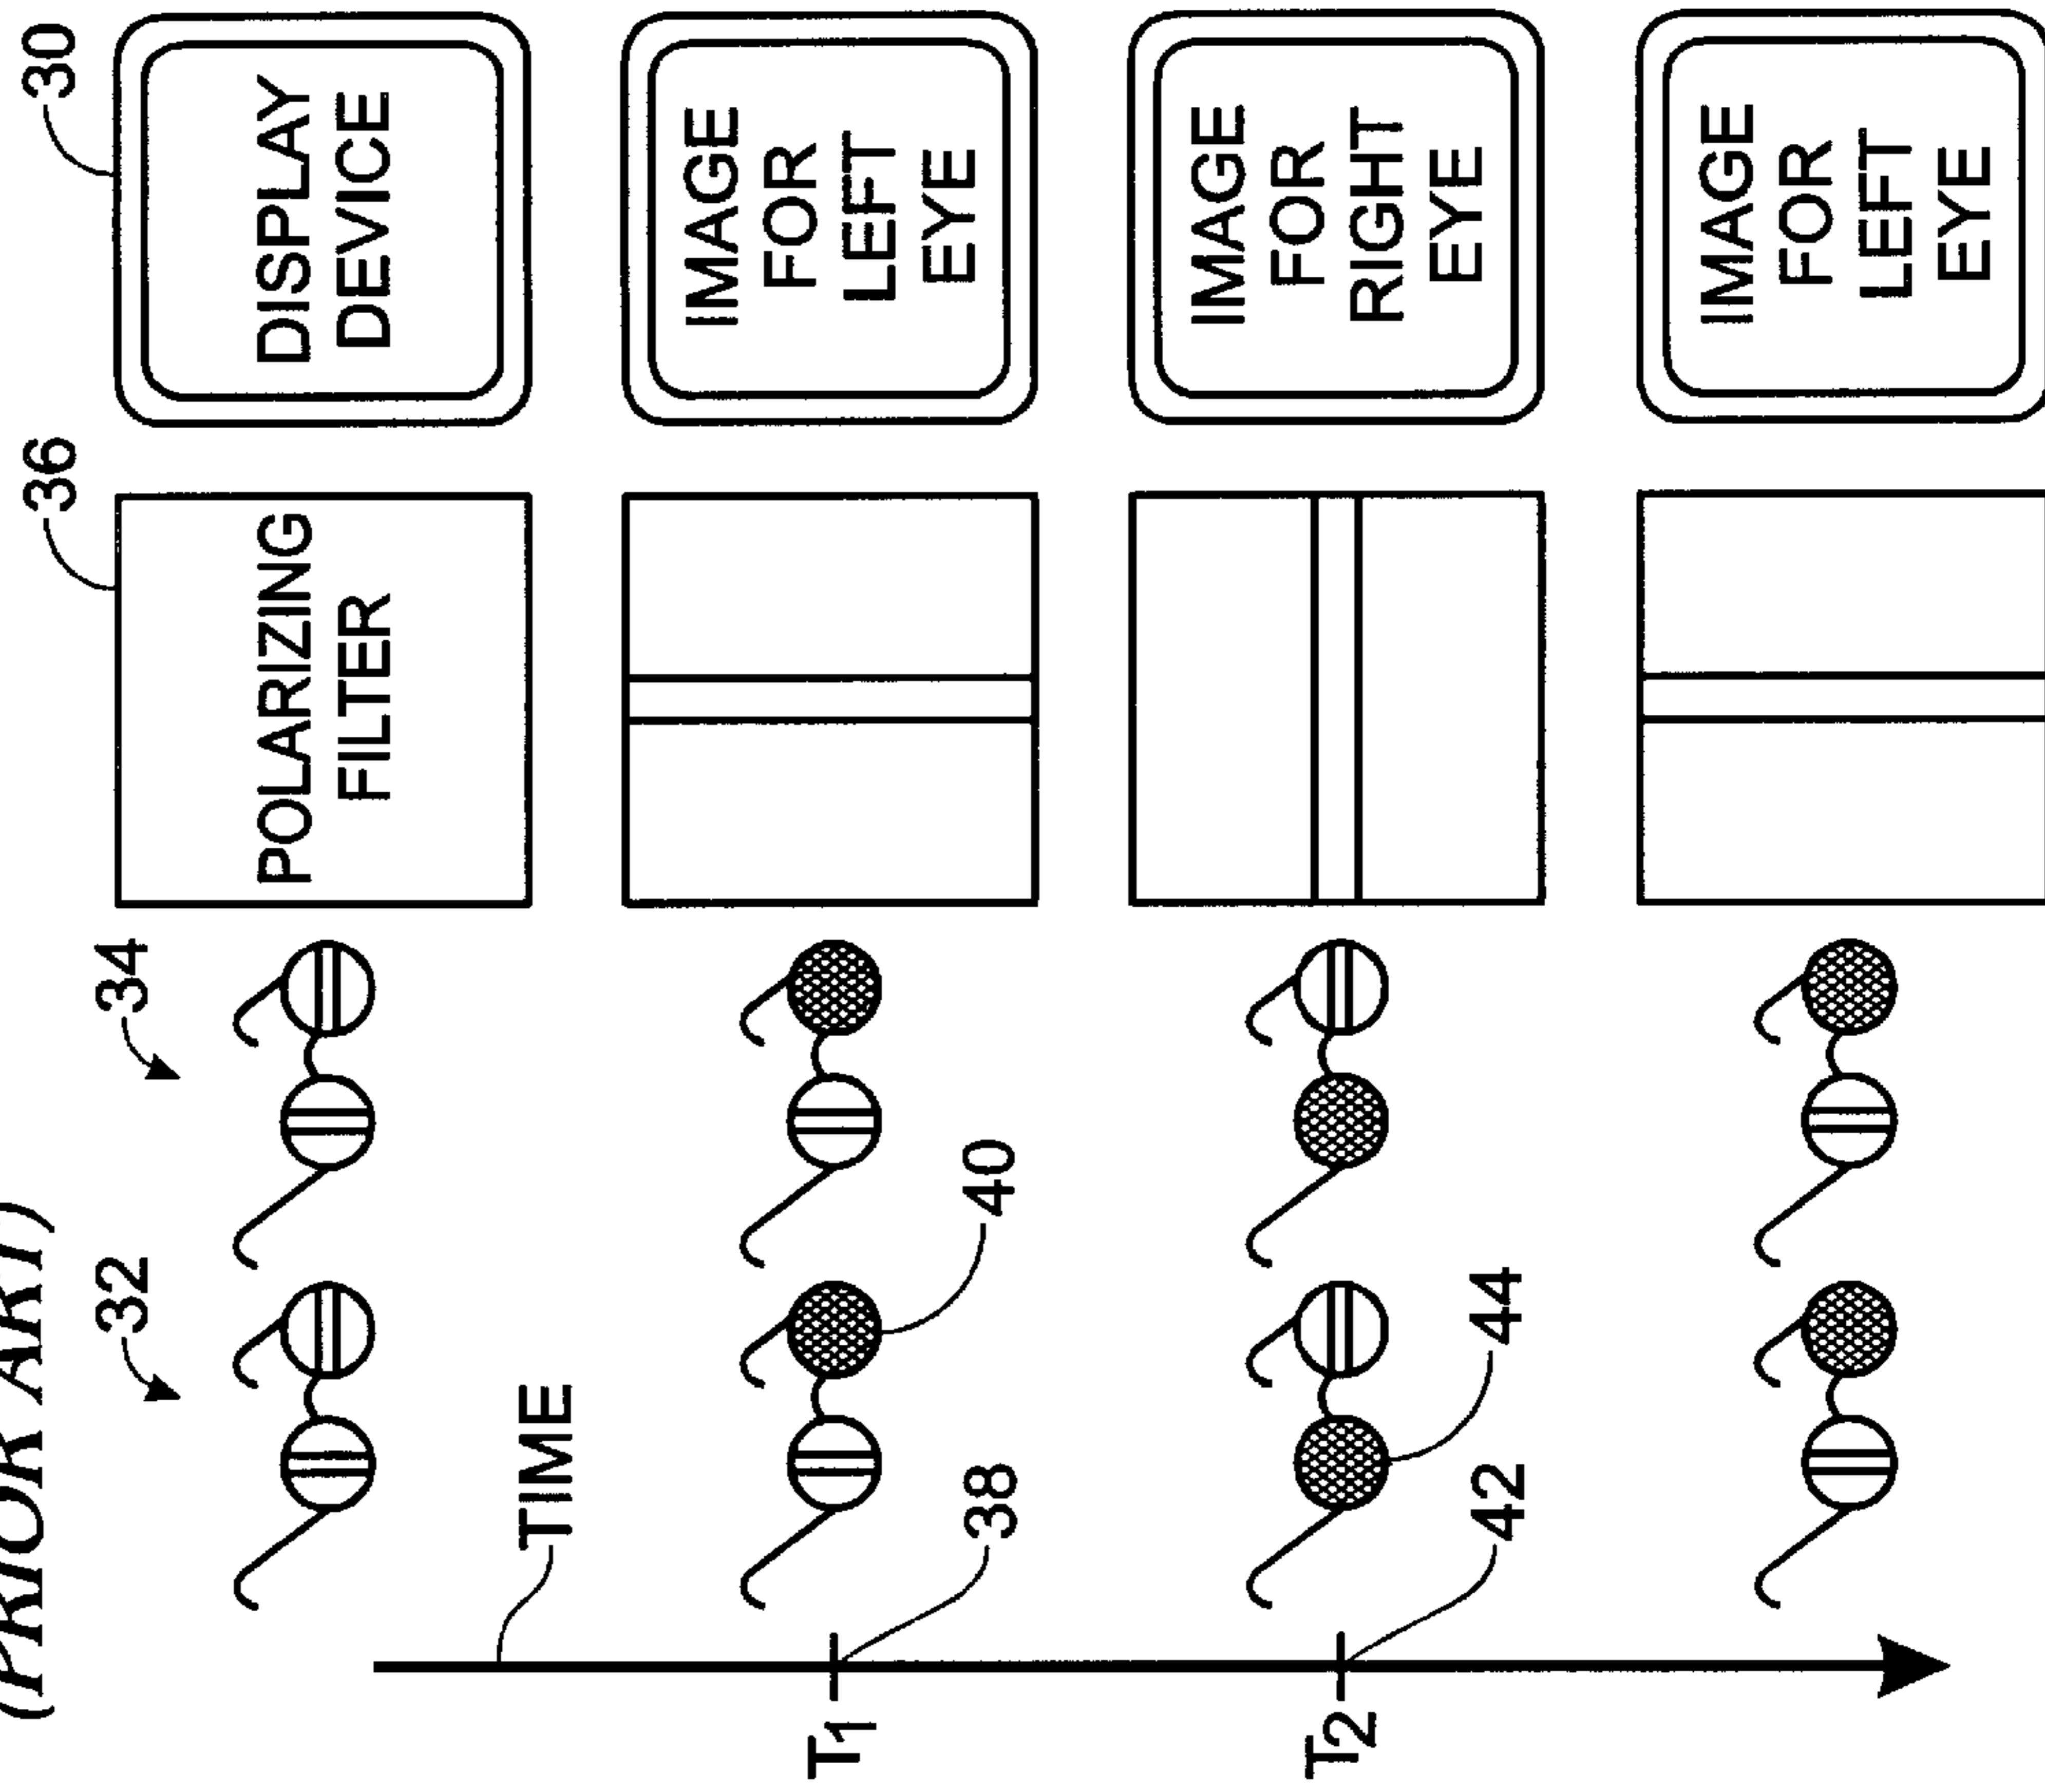 (PRIOR ART)
30
36
34
32
DISPLAY
DEVICE
POLARIZING
FILTER
TIME
IMAGE
FOR
LEFT
EYE
40
38
T1
IMAGE
FOR
RIGHT
EYE
44
42
T2
IMAGE
FOR
LEFT
EYE